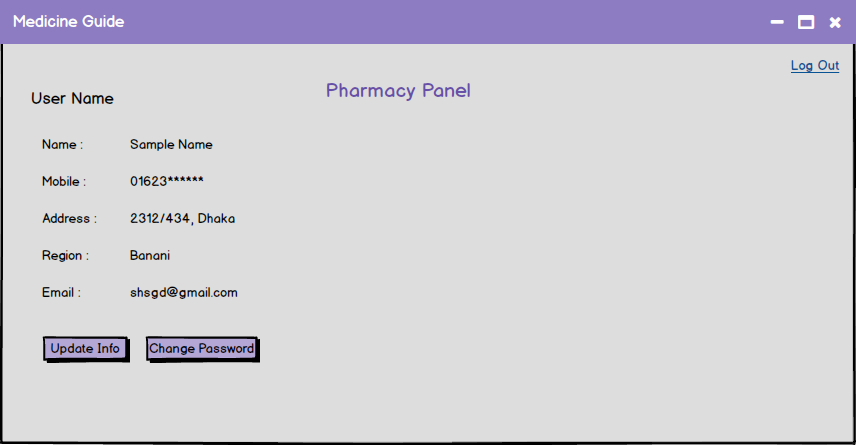 Medicine Guide
Log Out
Pharmacy Panel
User Name
Name : Sample Name
Mobile : 01623******
Address : 2312/434, Dhaka
Region : Banani
Email : shsgd@gmail.com
Update Info Change Password